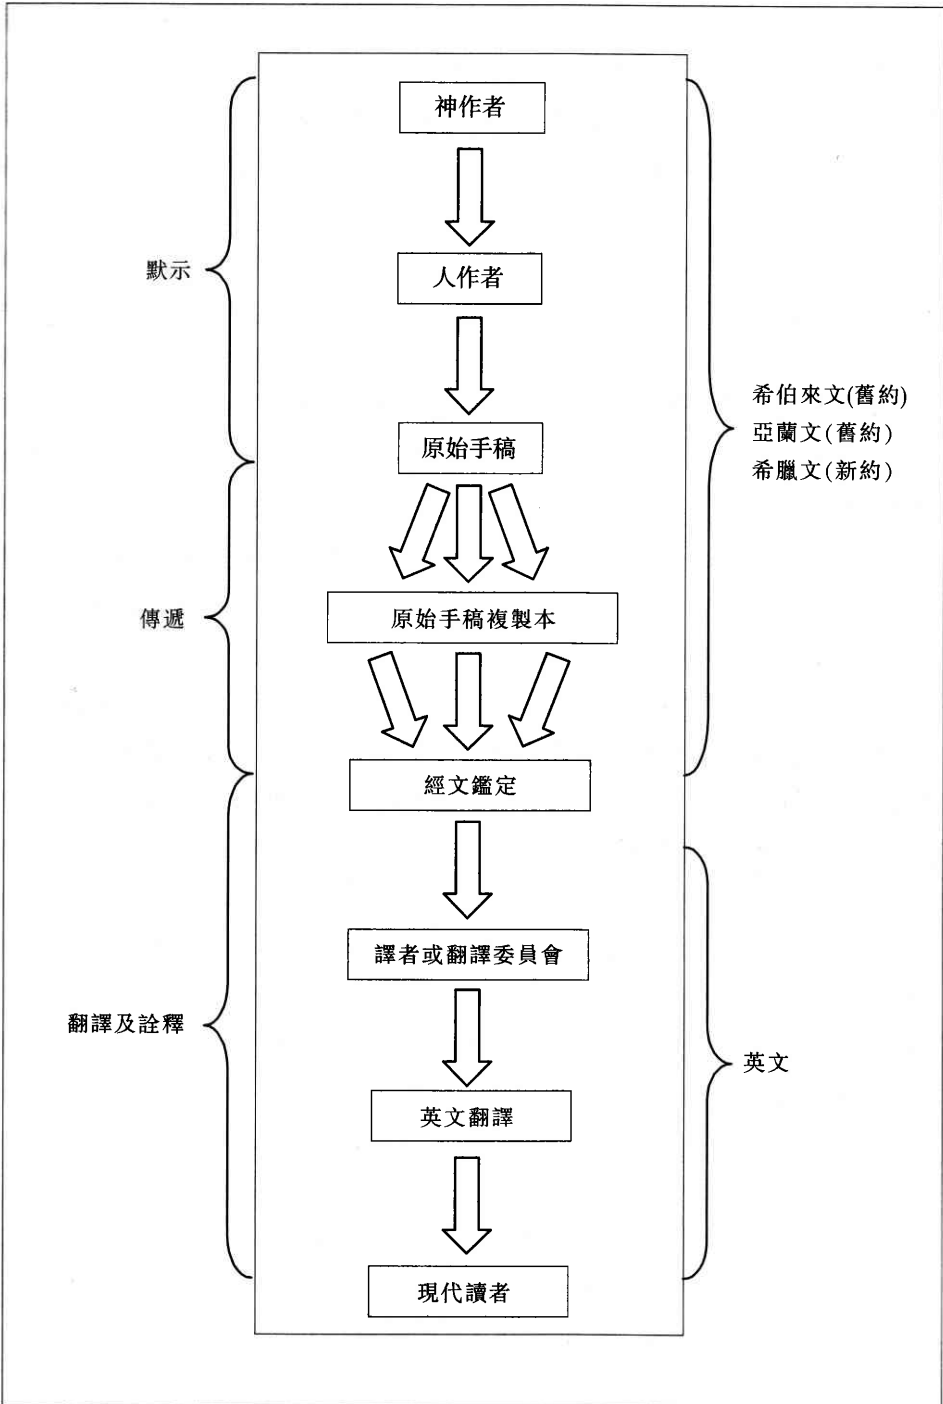 神作者
默示
人作者
希伯來文(舊約)
亞蘭文(舊約)
希臘文(新約)
原始手稿
傳遞
原始手稿複製本
經文鑑定
譯者或翻譯委員會
翻譯及詮釋
英文
英文翻譯
現代讀者